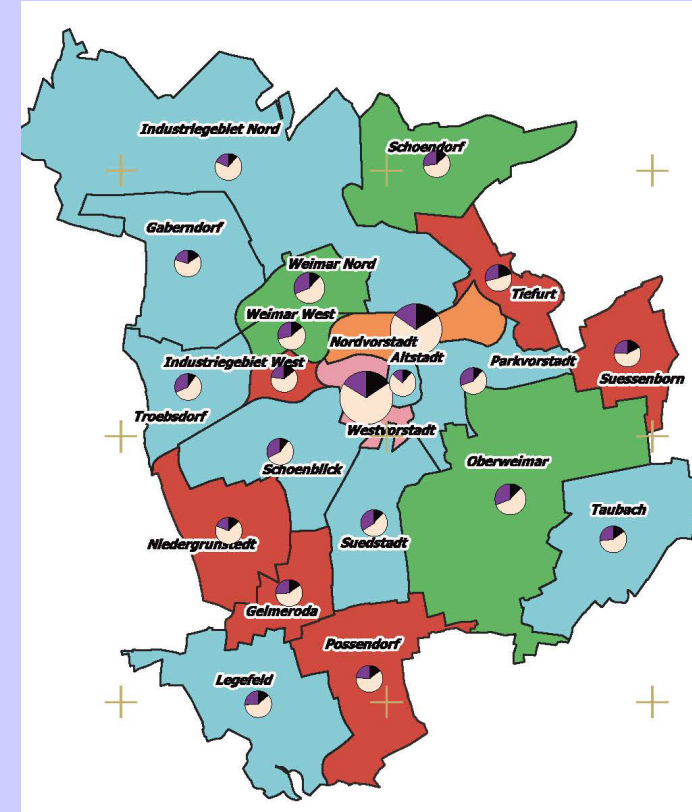 Industriegebiet Nord
Schoendorf
Gaberndorf
Weimar Nord
Tiefurt
Weimar West
Nordvorstadt
Altstadt
Parkvorstadt
Industriegebiet West
Suessenborn
Troebsdorf
Westvorstadt
Oberweimar
Schoenblick
Taubach
Niedergrunstedt
Suedstadt
Gelmeroda
Possendorf
Legefeld